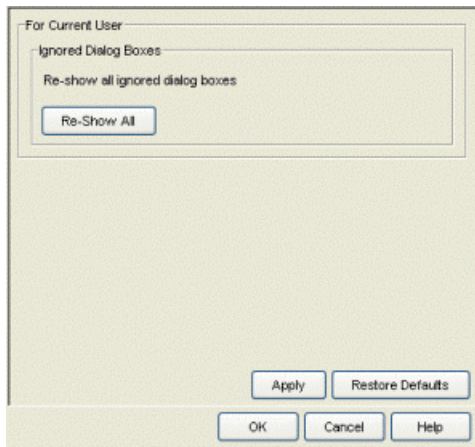 For Current User
Ignored Dialog Boxes
Re-show all ignored dialog boxes
Re-Show All
Apply Restore Defaults
OK Cancel Help